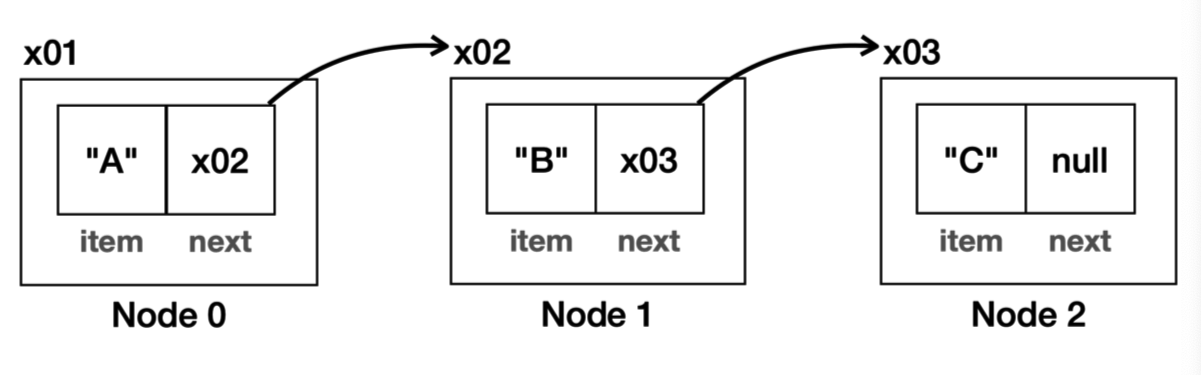 x01 x02 x03
"A" x02 "B" x03 "C" null
item next item next item next
Node 0 Node 1 Node 2